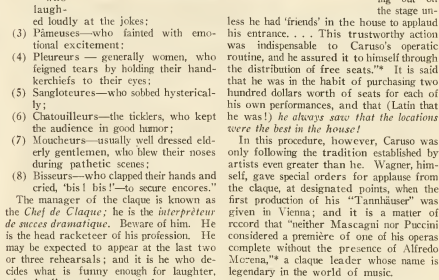 laugh-
ed loudly at the jokes;
(3) Pâmeuses—who fainted with emo-
tional excitement;
(4) Pleureurs — generally women, who
feigned tears by holding their hand-
kerchiefs to their eyes;
(5) Sangloteures—who sobbed hysterical-
ly;
(6) Chatouilleurs—the ticklers, who kept
the audience in good humor;
(7) Moucheurs—usually well dressed eld-
erly gentlemen, who blew their noses
during pathetic scenes;
(8) Bisseurs—who clapped their hands and
cried, 'bis ! bis !'—to secure encores."
The manager of the claque is known as
the Chef de Claque; he is the interprèteur
de succes dramatique. Beware of him. He
is the head racketeer of his profession. He
may be expected to appear at the last two
or three rehearsals; and it is he who de-
cides what is funny enough for laughter,
the stage un-
less he had 'friends' in the house to applaud
his entrance. . . . This trustworthy action
was indispensable to Caruso's operatic
routine, and he assured it to himself through
the distribution of free seats."* It is said
that he was in the habit of purchasing two
hundred dollars worth of seats for each of
his own performances, and that (Latin that
he was!) he always saw that the locations
were the best in the house!
In this procedure, however, Caruso was
only following the tradition established by
artists even greater than he. Wagner, him-
self, gave special orders for applause from
the claque, at designated points, when the
first production of his "Tannhäuser" was
given in Vienna; and it is a matter of
record that "neither Mascagni nor Puccini
considered a première of one of his operas
complete without the presence of Alfredo
Morena,"* a claque leader whose name is
legendary in the world of music.